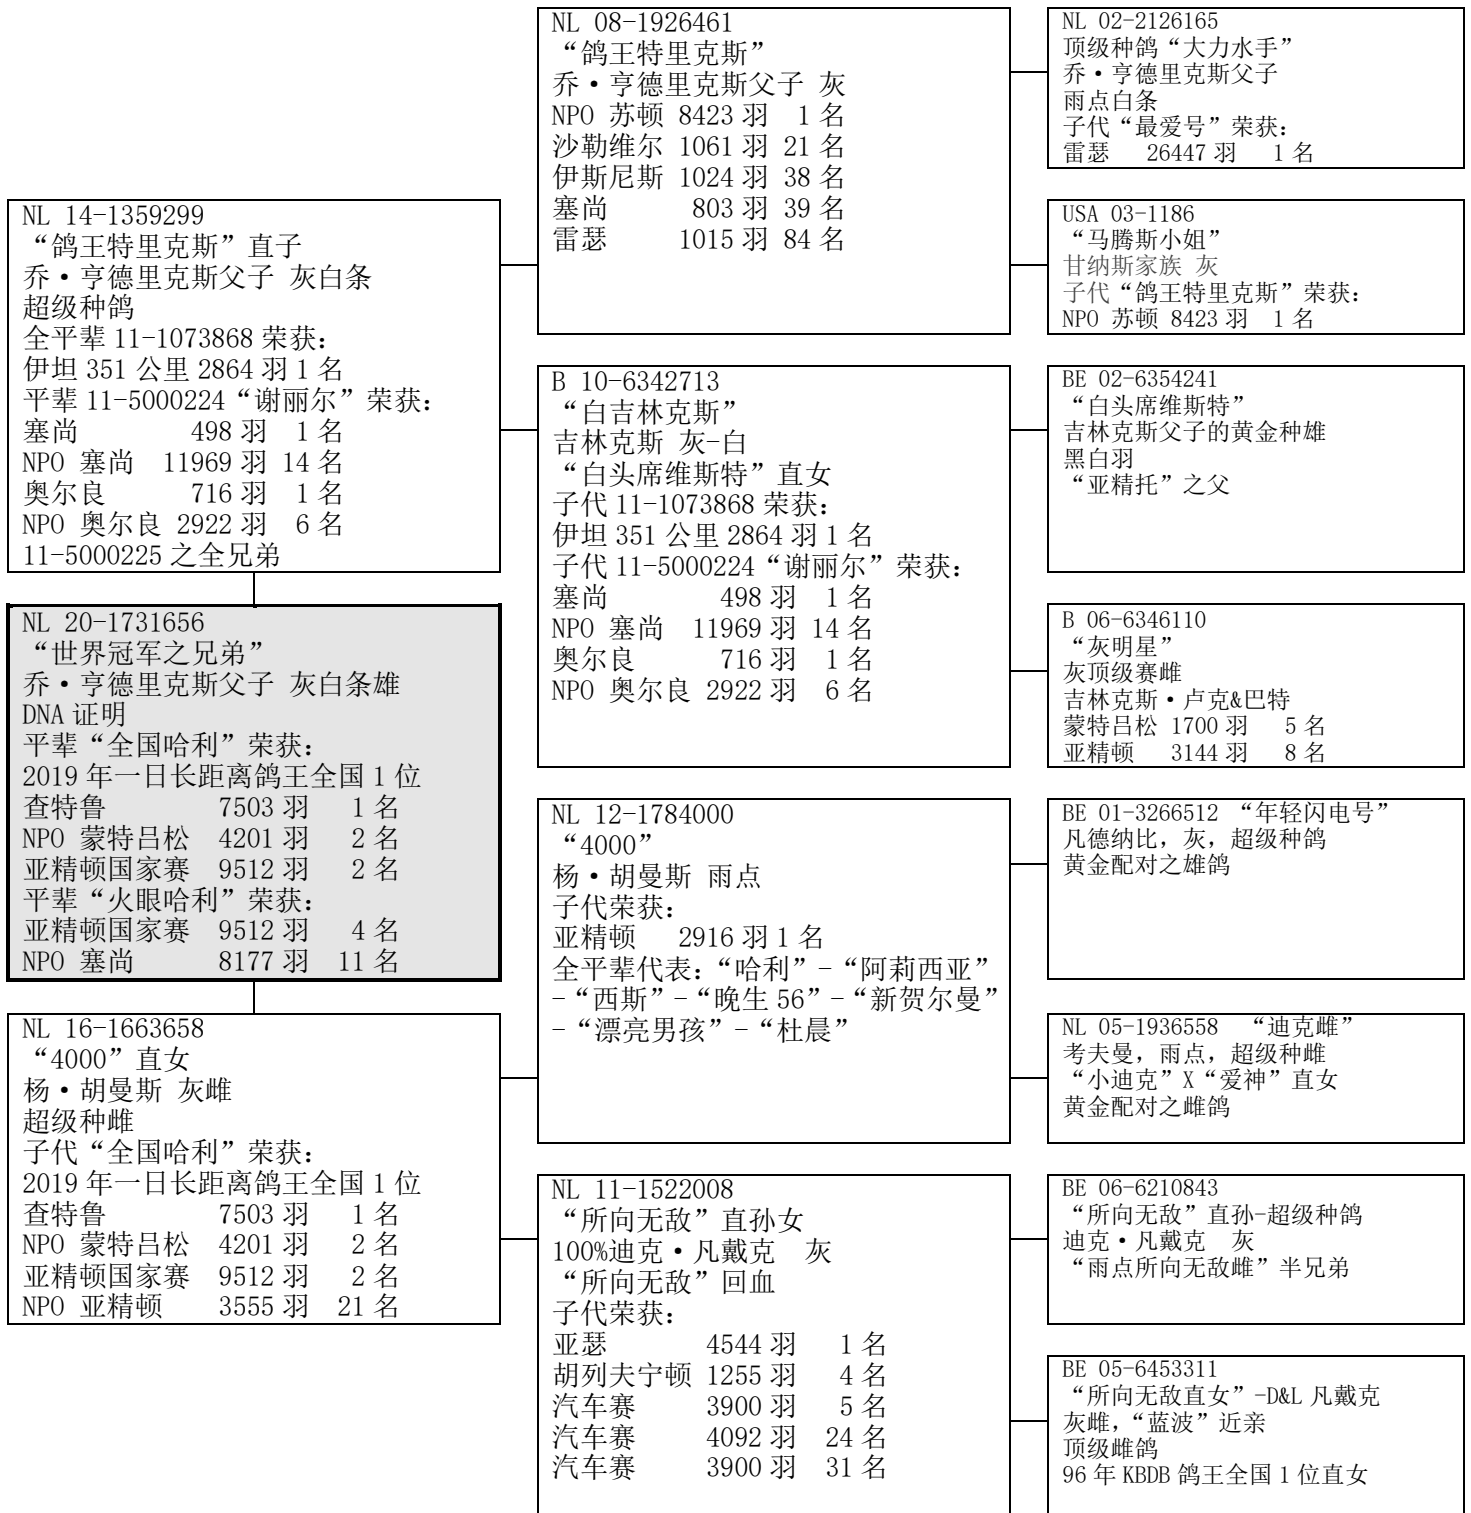 NL 14-1359299
“鸽王特里克斯”直子
乔·亨德里克斯父子 灰白条
超级种鸽
全平辈 11-1073868 荣获：
伊坦 351 公里 2864 羽 1 名
平辈 11-5000224“谢丽尔”荣获：
塞尚 498 羽 1 名
NPO 塞尚 11969 羽 14 名
奥尔良 716 羽 1 名
NPO 奥尔良 2922 羽 6 名
11-5000225 之全兄弟
NL 20-1731656
“世界冠军之兄弟”
乔·亨德里克斯父子 灰白条雄
DNA 证明
平辈“全国哈利”荣获：
2019 年一日长距离鸽王全国 1 位
查特鲁 7503 羽 1 名
NPO 蒙特吕松 4201 羽 2 名
亚精顿国家赛 9512 羽 2 名
平辈“火眼哈利”荣获：
亚精顿国家赛 9512 羽 4 名
NPO 塞尚 8177 羽 11 名
NL 16-1663658
“4000”直女
杨·胡曼斯 灰雌
超级种雌
子代“全国哈利”荣获：
2019 年一日长距离鸽王全国 1 位
查特鲁 7503 羽 1 名
NPO 蒙特吕松 4201 羽 2 名
亚精顿国家赛 9512 羽 2 名
NPO 亚精顿 3555 羽 21 名
NL 08-1926461
“鸽王特里克斯”
乔·亨德里克斯父子 灰
NPO 苏顿 8423 羽 1 名
沙勒维尔 1061 羽 21 名
伊斯尼斯 1024 羽 38 名
塞尚 803 羽 39 名
雷瑟 1015 羽 84 名
B 10-6342713
“白吉林克斯”
吉林克斯 灰-白
“白头席维斯特”直女
子代 11-1073868 荣获：
伊坦 351 公里 2864 羽 1 名
子代 11-5000224“谢丽尔”荣获：
塞尚 498 羽 1 名
NPO 塞尚 11969 羽 14 名
奥尔良 716 羽 1 名
NPO 奥尔良 2922 羽 6 名
NL 12-1784000
“4000”
杨·胡曼斯 雨点
子代荣获：
亚精顿 2916 羽 1 名
全平辈代表：“哈利”-“阿莉西亚”
-“西斯”-“晚生 56”-“新贺尔曼”
-“漂亮男孩”-“杜晨”
NL 11-1522008
“所向无敌”直孙女
100%迪克·凡戴克 灰
“所向无敌”回血
子代荣获：
亚瑟 4544 羽 1 名
胡列夫宁顿 1255 羽 4 名
汽车赛 3900 羽 5 名
汽车赛 4092 羽 24 名
汽车赛 3900 羽 31 名
NL 02-2126165
顶级种鸽“大力水手”
乔·亨德里克斯父子
雨点白条
子代“最爱号”荣获：
雷瑟 26447 羽 1 名
USA 03-1186
“马腾斯小姐”
甘纳斯家族 灰
子代“鸽王特里克斯”荣获：
NPO 苏顿 8423 羽 1 名
BE 02-6354241
“白头席维斯特”
吉林克斯父子的黄金种雄
黑白羽
“亚精托”之父
B 06-6346110
“灰明星”
灰顶级赛雌
吉林克斯·卢克&巴特
蒙特吕松 1700 羽 5 名
亚精顿 3144 羽 8 名
BE 01-3266512 “年轻闪电号”
凡德纳比，灰，超级种鸽
黄金配对之雄鸽
NL 05-1936558 “迪克雌”
考夫曼，雨点，超级种雌
“小迪克”X“爱神”直女
黄金配对之雌鸽
BE 06-6210843
“所向无敌”直孙-超级种鸽
迪克·凡戴克 灰
“雨点所向无敌雌”半兄弟
BE 05-6453311
“所向无敌直女”-D&L 凡戴克
灰雌，“蓝波”近亲
顶级雌鸽
96 年 KBDB 鸽王全国 1 位直女